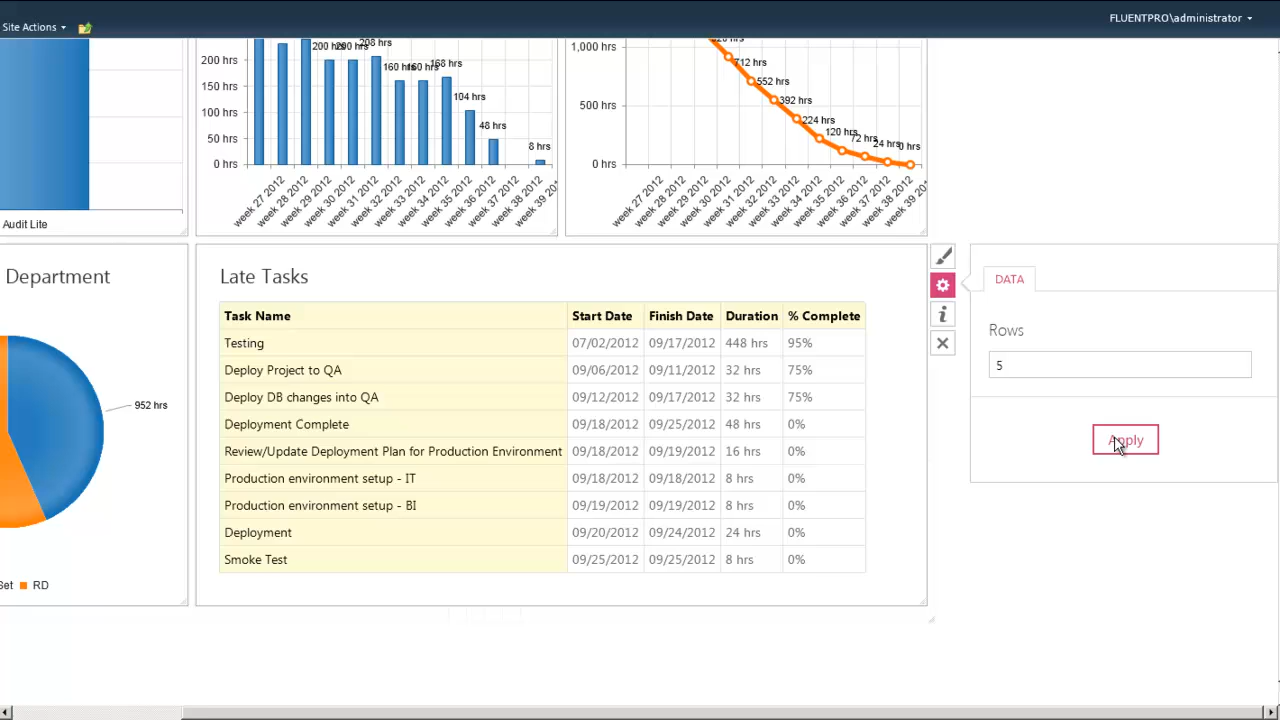 FLUENTPRO\administrator
Site Actions
200 hrs
150 hrs
100 hrs
50 hrs
0 hrs
200 hrs
200 hrs
208 hrs
160 hrs
160 hrs
168 hrs
104 hrs
48 hrs
8 hrs
week 27 2012
week 28 2012
week 29 2012
week 30 2012
week 31 2012
week 32 2012
week 33 2012
week 34 2012
week 35 2012
week 36 2012
week 37 2012
week 38 2012
week 39 2012
1,000 hrs
500 hrs
0 hrs
712 hrs
552 hrs
392 hrs
224 hrs
120 hrs
72 hrs
24 hrs
0 hrs
week 27 2012
week 28 2012
week 29 2012
week 30 2012
week 31 2012
week 32 2012
week 33 2012
week 34 2012
week 35 2012
week 36 2012
week 37 2012
week 38 2012
week 39 2012
Audit Lite
Department
952 hrs
RD
Late Tasks
Task Name Start Date Finish Date Duration % Complete
Testing 07/02/2012 09/17/2012 448 hrs 95%
Deploy Project to QA 09/06/2012 09/11/2012 32 hrs 75%
Deploy DB changes into QA 09/12/2012 09/17/2012 32 hrs 75%
Deployment Complete 09/18/2012 09/25/2012 48 hrs 0%
Review/Update Deployment Plan for Production Environment 09/18/2012 09/19/2012 16 hrs 0%
Production environment setup - IT 09/18/2012 09/18/2012 8 hrs 0%
Production environment setup - BI 09/19/2012 09/19/2012 8 hrs 0%
Deployment 09/20/2012 09/24/2012 24 hrs 0%
Smoke Test 09/25/2012 09/25/2012 8 hrs 0%
DATA
Rows
5
Apply